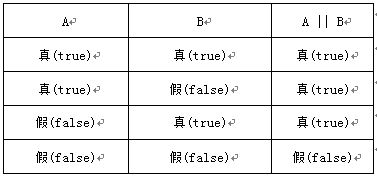 A B A || B
真(true) 真(true) 真(true)
真(true) 假(false) 真(true)
假(false) 真(true) 真(true)
假(false) 假(false) 假(false)